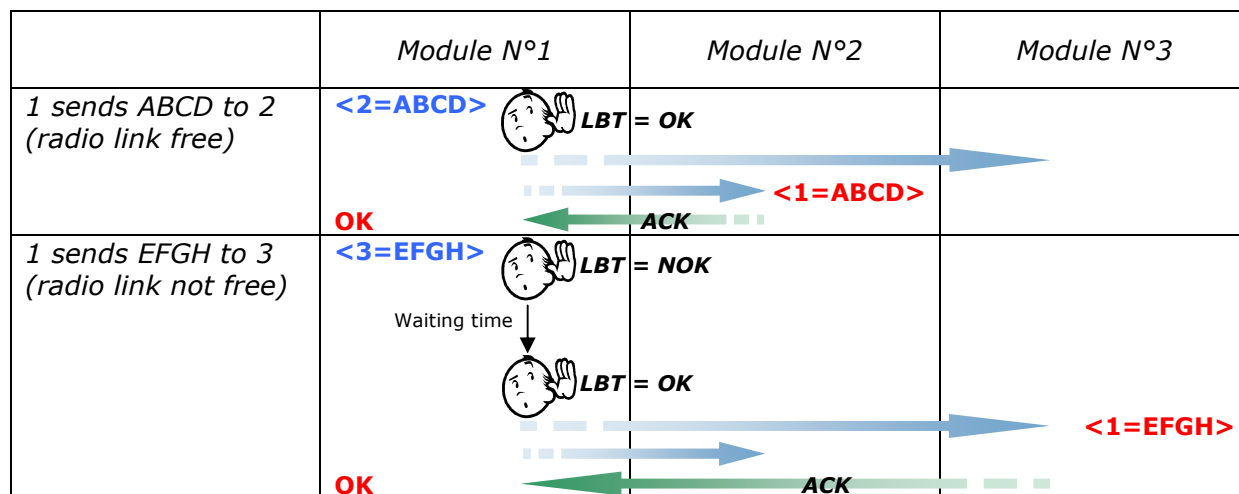 Module N°1 Module N°2 Module N°3
1 sends ABCD to 2
(radio link free)
<2=ABCD>
LBT = OK
<1=ABCD>
OK
ACK
1 sends EFGH to 3
(radio link not free)
<3=EFGH>
LBT = NOK
Waiting time
LBT = OK
<1=EFGH>
OK
ACK